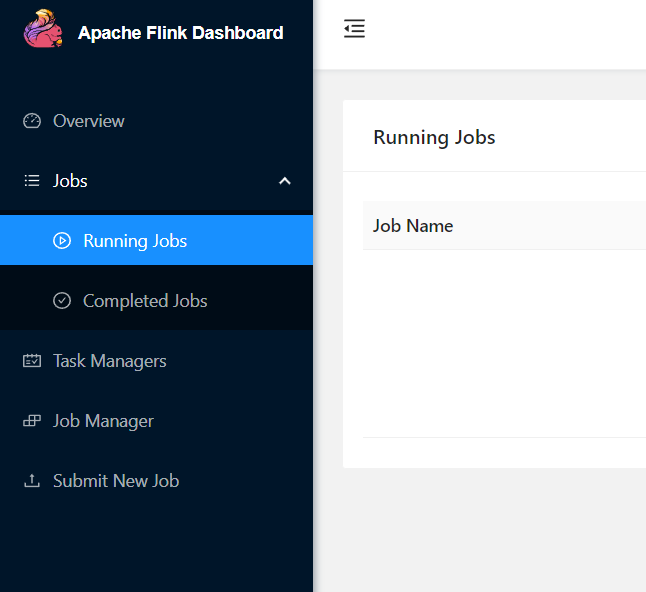 Apache Flink Dashboard
Overview
Jobs
Running Jobs
Completed Jobs
Task Managers
Job Manager
Submit New Job
Running Jobs
Job Name